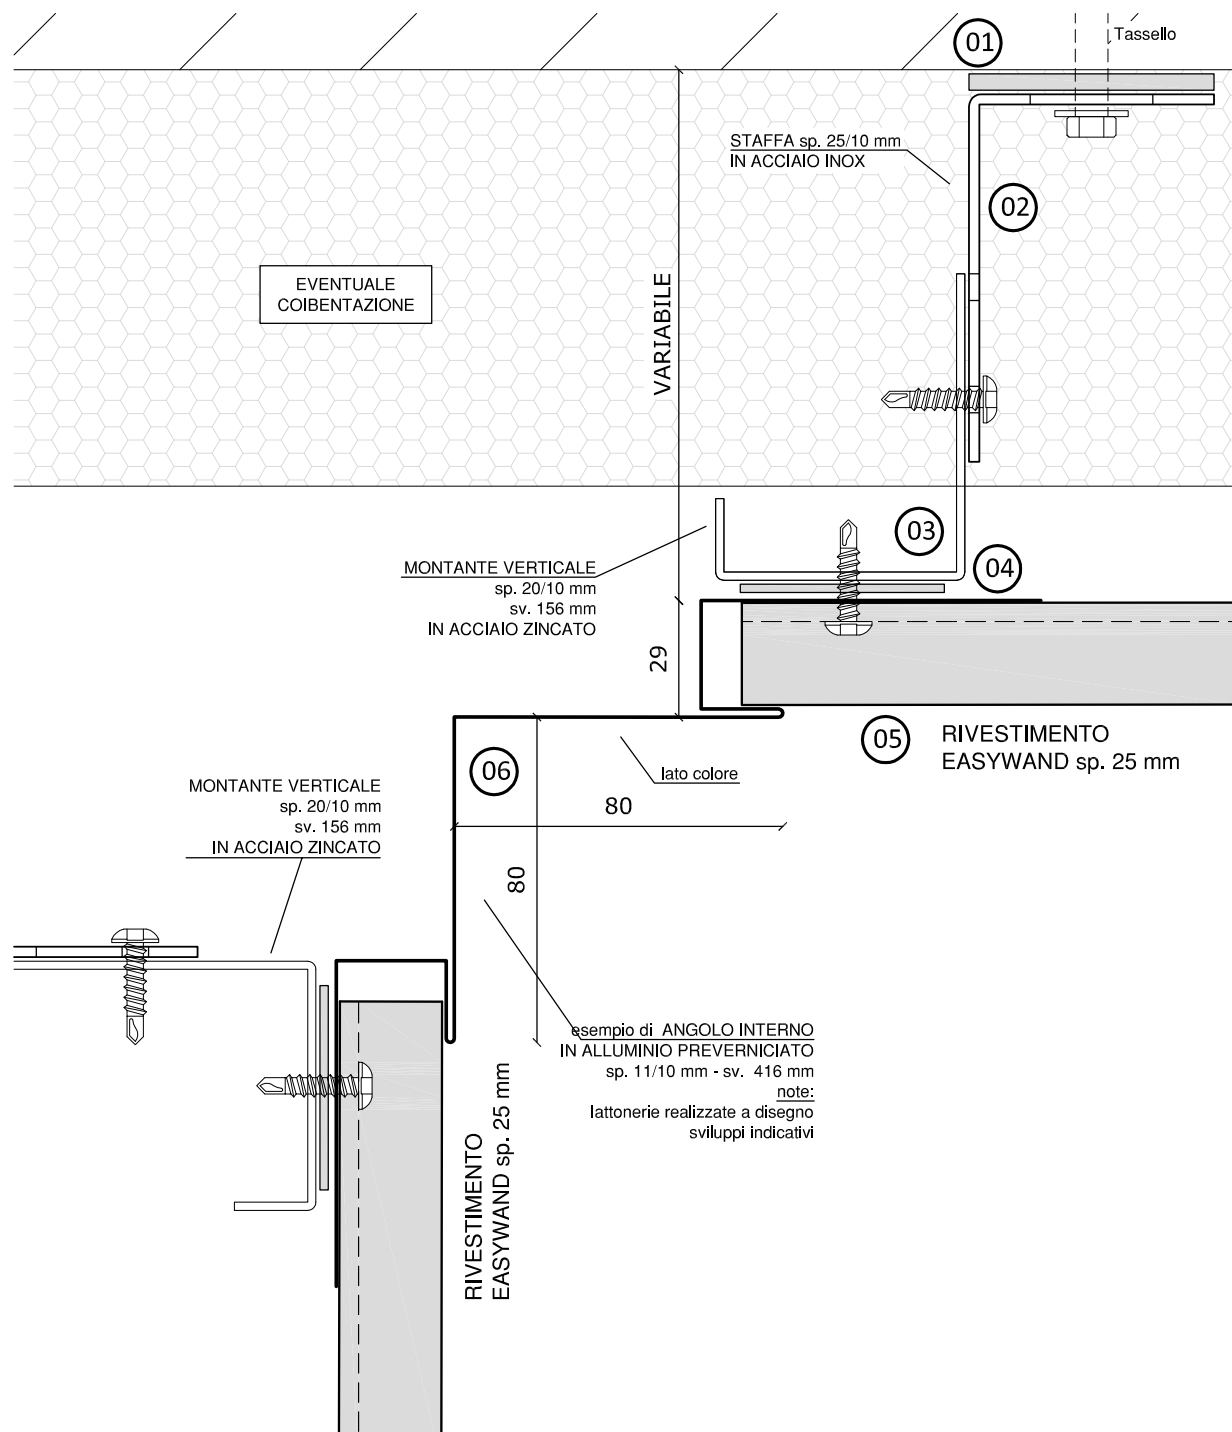 01
Tassello
STAFFA sp. 25/10 mm
IN ACCIAIO INOX
02
EVENTUALE
COIBENTAZIONE
VARIABILE
03
04
MONTANTE VERTICALE
sp. 20/10 mm
sv. 156 mm
IN ACCIAIO ZINCATO
29
05
RIVESTIMENTO
EASYWAND sp. 25 mm
06
lato colore
80
MONTANTE VERTICALE
sp. 20/10 mm
sv. 156 mm
IN ACCIAIO ZINCATO
80
esempio di ANGOLO INTERNO
IN ALLUMINIO PREVERNICIATO
sp. 11/10 mm - sv. 416 mm
note:
lattonerie realizzate a disegno
sviluppi indicativi
RIVESTIMENTO
EASYWAND sp. 25 mm